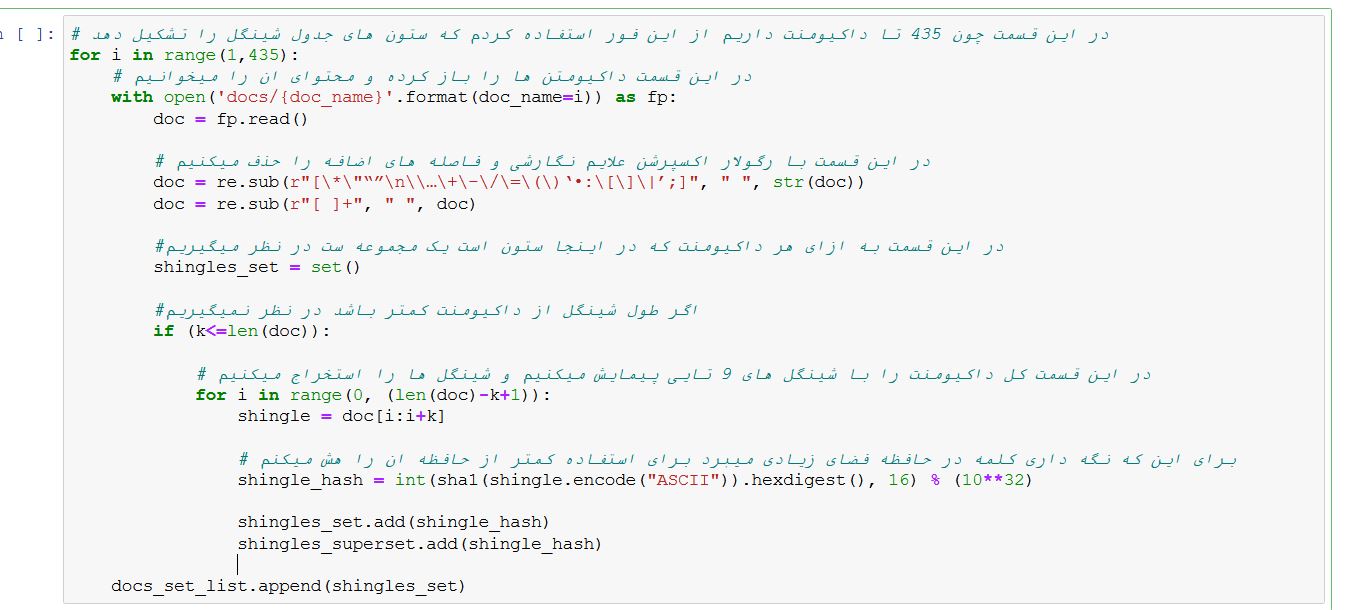 [ ]:
# در این قسمت چون 435 تا داکیومنت داریم از این فور استفاده کردم که ستون های جدول شینگل را تشکیل دهد
for i in range(1,435):
    # در این قسمت داکیومتن ها را باز کرده و محتوای ان را میخوانیم
    with open('docs/{doc_name}'.format(doc_name=i)) as fp:
        doc = fp.read()
        # در این قسمت با رگولار اکسپرشن علایم نگارشی و فاصله های اضافه را حذف میکنیم
        doc = re.sub(r"[\*\"“”\n\\…\+\-\/\=\(\)‘•:\[\]\|’;]", " ", str(doc))
        doc = re.sub(r"[ ]+", " ", doc)
        #در این قسمت به ازای هر داکیومنت که در اینجا ستون است یک مجموعه ست در نظر میگیریم
        shingles_set = set()
        #اگر طول شینگل از داکیومنت کمتر باشد در نظر نمیگیریم
        if (k<=len(doc)):
            # در این قسمت کل داکیومنت را با شینگل های 9 تایی پیمایش میکنیم و شینگل ها را استخراج میکنیم
            for i in range(0, (len(doc)-k+1)):
                shingle = doc[i:i+k]
                # برای این که نگه داری کلمه در حافظه فضای زیادی میبرد برای استفاده کمتر از حافظه ان را هش میکنم
                shingle_hash = int(sha1(shingle.encode("ASCII")).hexdigest(), 16) % (10**32)
                shingles_set.add(shingle_hash)
                shingles_superset.add(shingle_hash)
    docs_set_list.append(shingles_set)